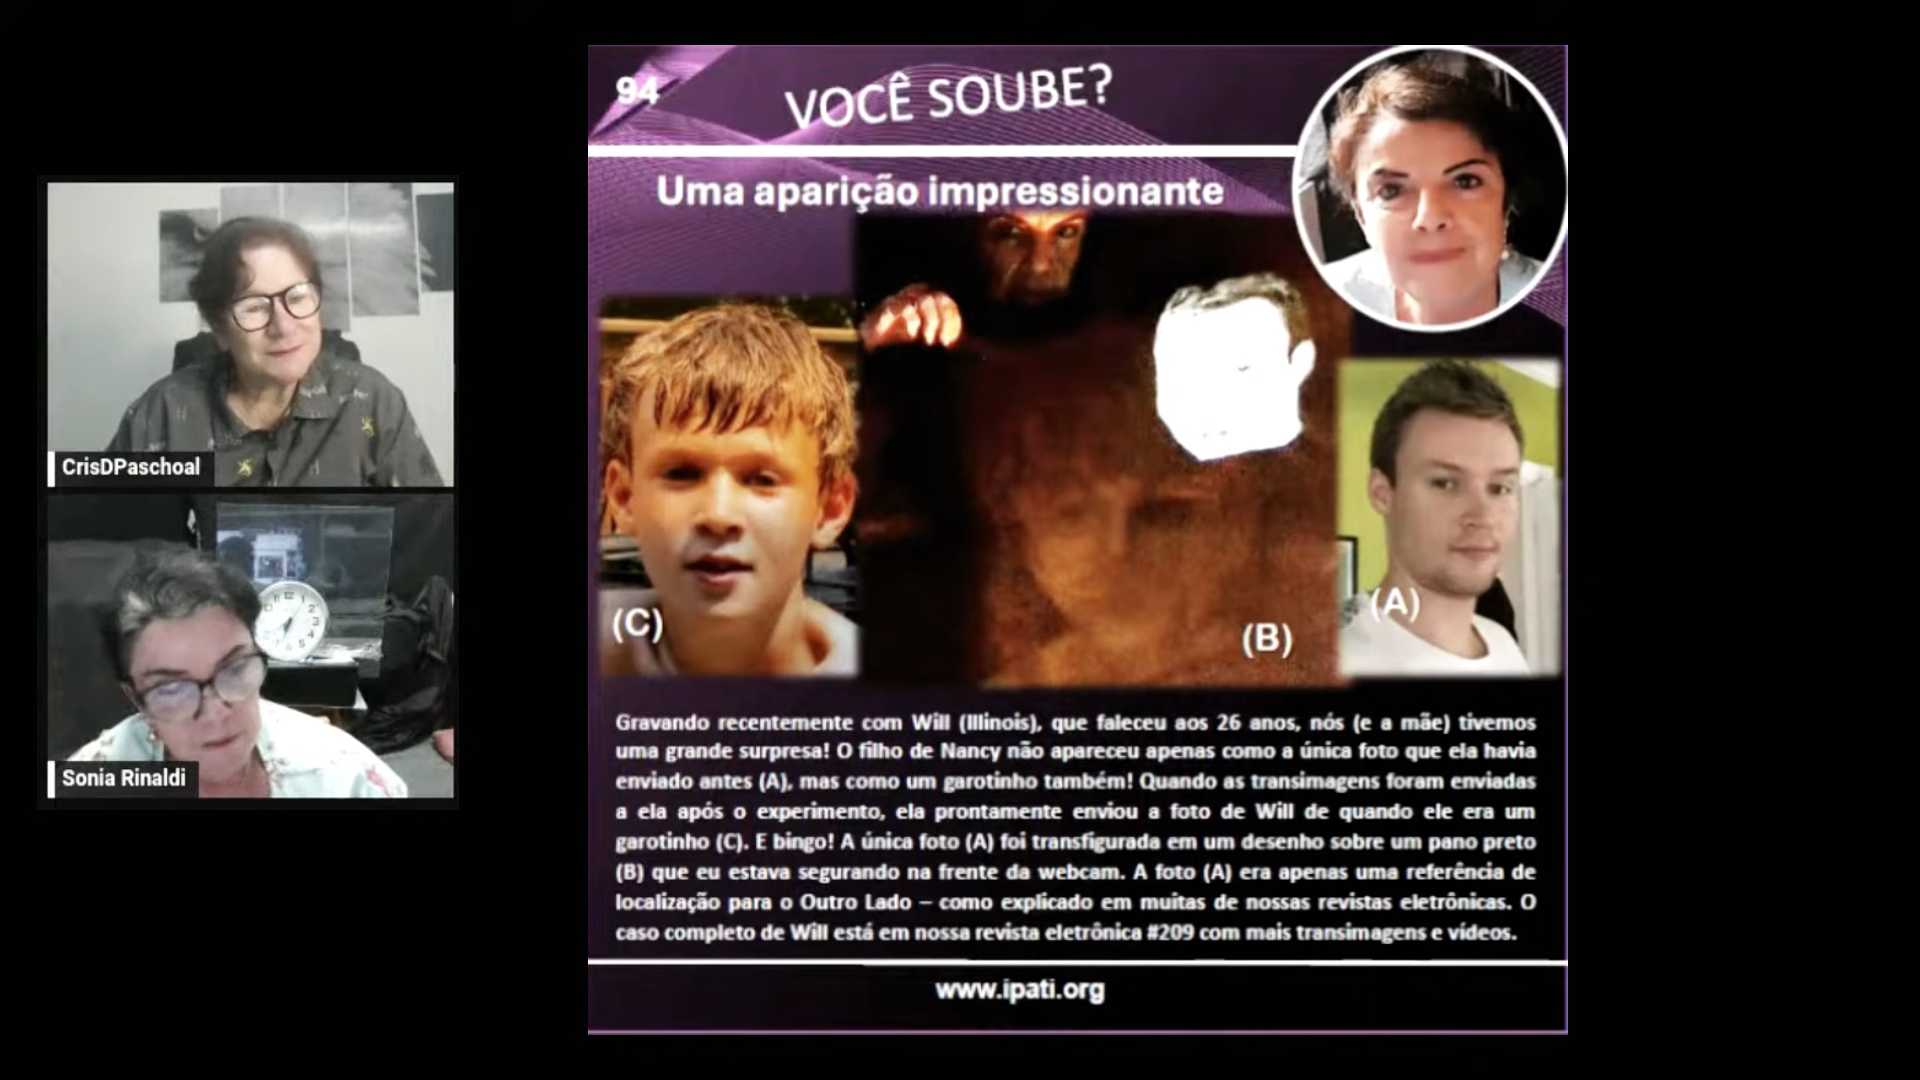 94
VOCÊ SOUBE?
Uma aparição impressionante
CrisDPaschoal
12
Sonia Rinaldi
(C)
(B)
(A)
Gravando recentemente com Will (Illinois), que faleceu aos 26 anos, nós (e a mãe) tivemos
uma grande surpresa! O filho de Nancy não apareceu apenas como a única foto que ela havia
enviado antes (A), mas como um garotinho também! Quando as transimagens foram enviadas
a ela após o experimento, ela prontamente enviou a foto de Will de quando ele era um
garotinho (C). E bingo! A única foto (A) foi transfigurada em um desenho sobre um pano preto
(B) que eu estava segurando na frente da webcam. A foto (A) era apenas uma referência de
localização para o Outro Lado – como explicado em muitas de nossas revistas eletrônicas. O
caso completo de Will está em nossa revista eletrônica #209 com mais transimagens e vídeos.
www.ipati.org